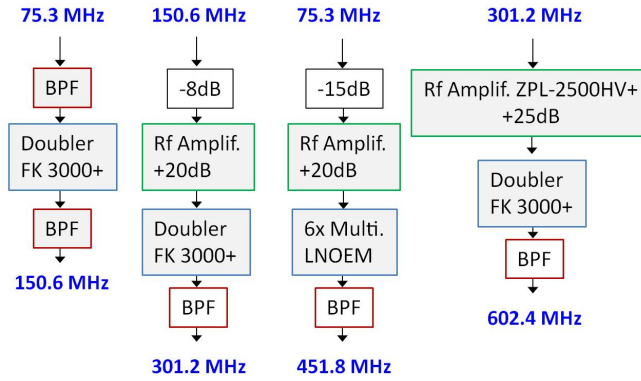 75.3 MHz
BPF
Doubler
FK 3000+
BPF
150.6 MHz
150.6 MHz
-8dB
Rf Amplif.
+20dB
Doubler
FK 3000+
BPF
301.2 MHz
75.3 MHz
-15dB
Rf Amplif.
+20dB
6x Multi.
LNOEM
BPF
451.8 MHz
301.2 MHz
Rf Amplif. ZPL-2500HV+
+25dB
Doubler
FK 3000+
BPF
602.4 MHz